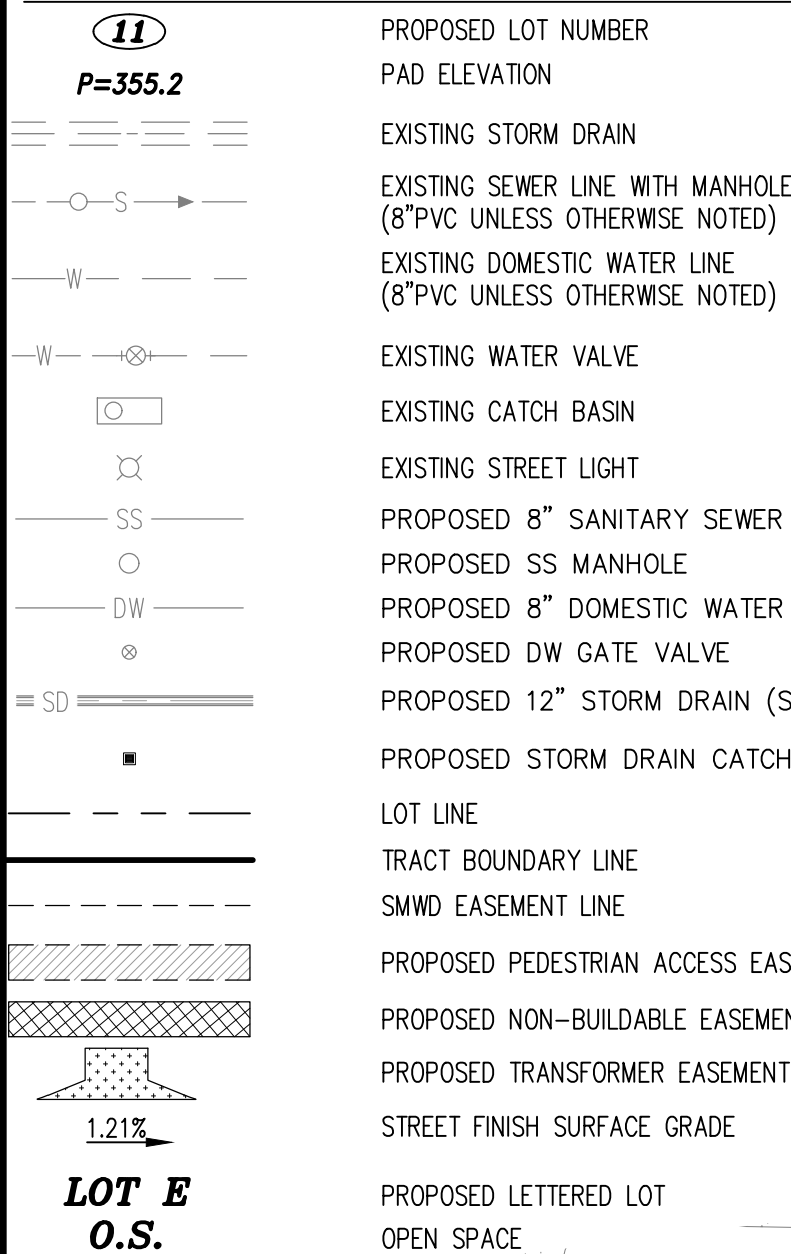 11 PROPOSED LOT NUMBER
P=355.2 PAD ELEVATION
EXISTING STORM DRAIN
S EXISTING SEWER LINE WITH MANHOLE
(8"PVC UNLESS OTHERWISE NOTED)
W EXISTING DOMESTIC WATER LINE
(8"PVC UNLESS OTHERWISE NOTED)
W EXISTING WATER VALVE
EXISTING CATCH BASIN
EXISTING STREET LIGHT
SS PROPOSED 8" SANITARY SEWER
PROPOSED SS MANHOLE
DW PROPOSED 8" DOMESTIC WATER
PROPOSED DW GATE VALVE
SD PROPOSED 12" STORM DRAIN (S
PROPOSED STORM DRAIN CATCH
LOT LINE
TRACT BOUNDARY LINE
SMWD EASEMENT LINE
PROPOSED PEDESTRIAN ACCESS EAS
PROPOSED NON-BUILDABLE EASEMEN
PROPOSED TRANSFORMER EASEMENT
1.21% STREET FINISH SURFACE GRADE
LOT E PROPOSED LETTERED LOT
O.S. OPEN SPACE